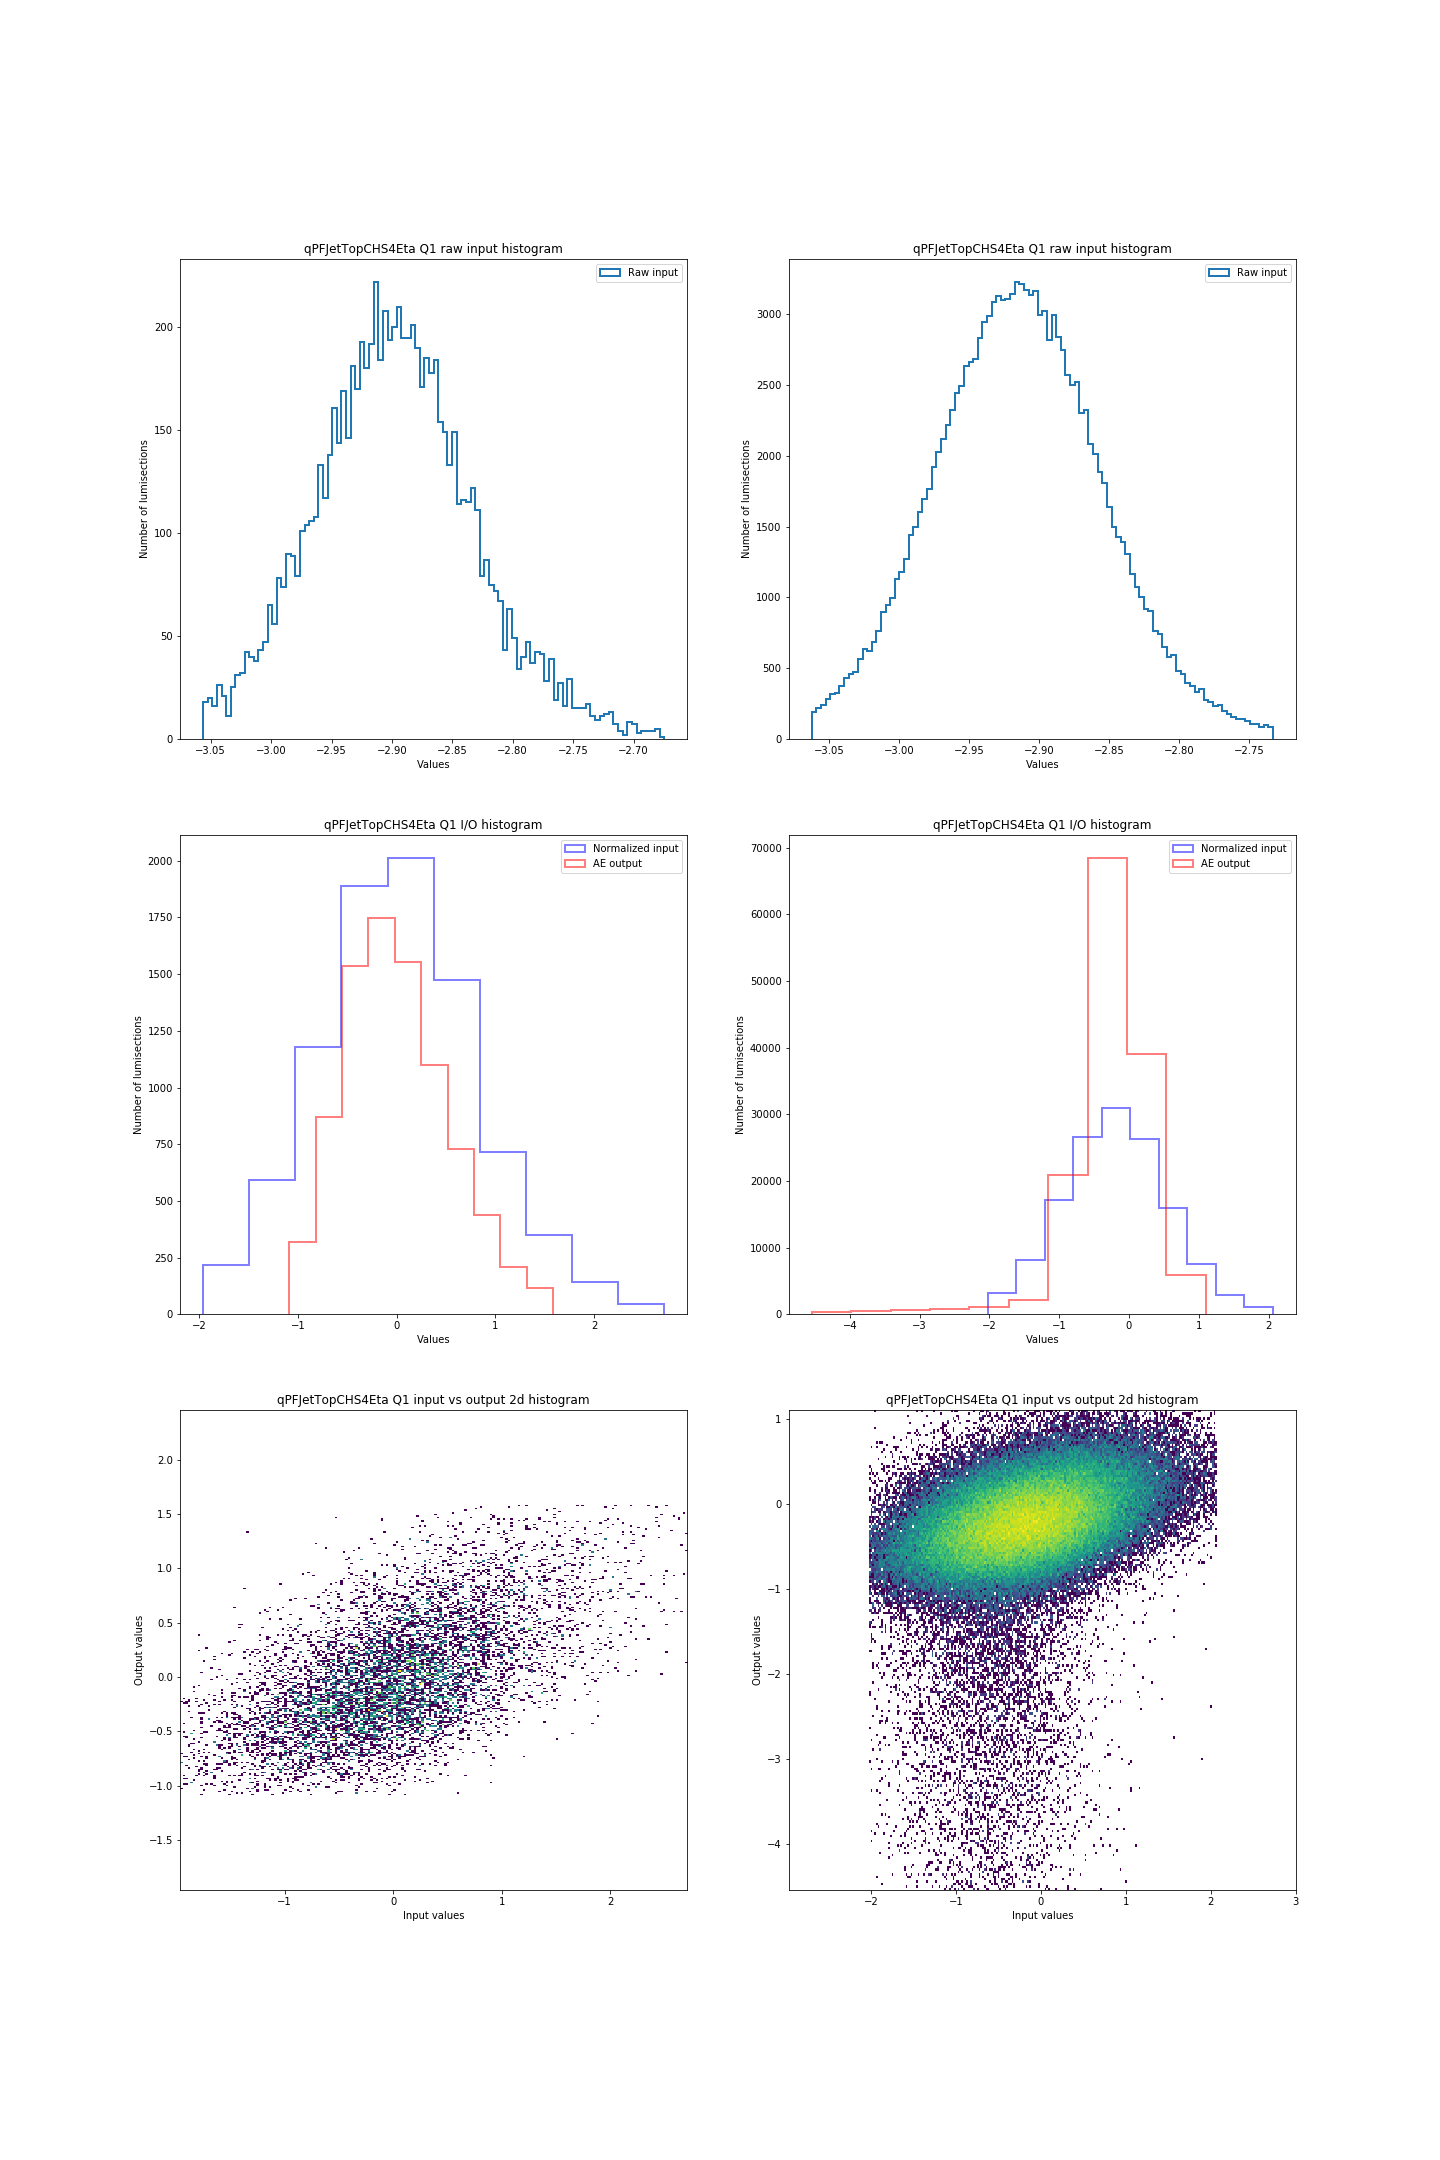 qPFJetTopCHS4Eta Q1 raw input histogram
Raw input
Number of lumisections
200
150
100
50
0
−3.05 −3.00 −2.95 −2.90 −2.85 −2.80 −2.75 −2.70
Values
qPFJetTopCHS4Eta Q1 raw input histogram
Raw input
Number of lumisections
3000
2500
2000
1500
1000
500
0
−3.05 −3.00 −2.95 −2.90 −2.85 −2.80 −2.75
Values
qPFJetTopCHS4Eta Q1 I/O histogram
Normalized input
AE output
Number of lumisections
2000
1750
1500
1250
1000
750
500
250
0
−2 −1 0 1 2
Values
qPFJetTopCHS4Eta Q1 I/O histogram
Normalized input
AE output
Number of lumisections
70000
60000
50000
40000
30000
20000
10000
0
−4 −3 −2 −1 0 1 2
Values
qPFJetTopCHS4Eta Q1 input vs output 2d histogram
Output values
2.0
1.5
1.0
0.5
0.0
−0.5
−1.0
−1.5
−1 0 1 2
Input values
qPFJetTopCHS4Eta Q1 input vs output 2d histogram
Output values
1
0
−1
−2
−3
−4
−2 −1 0 1 2 3
Input values